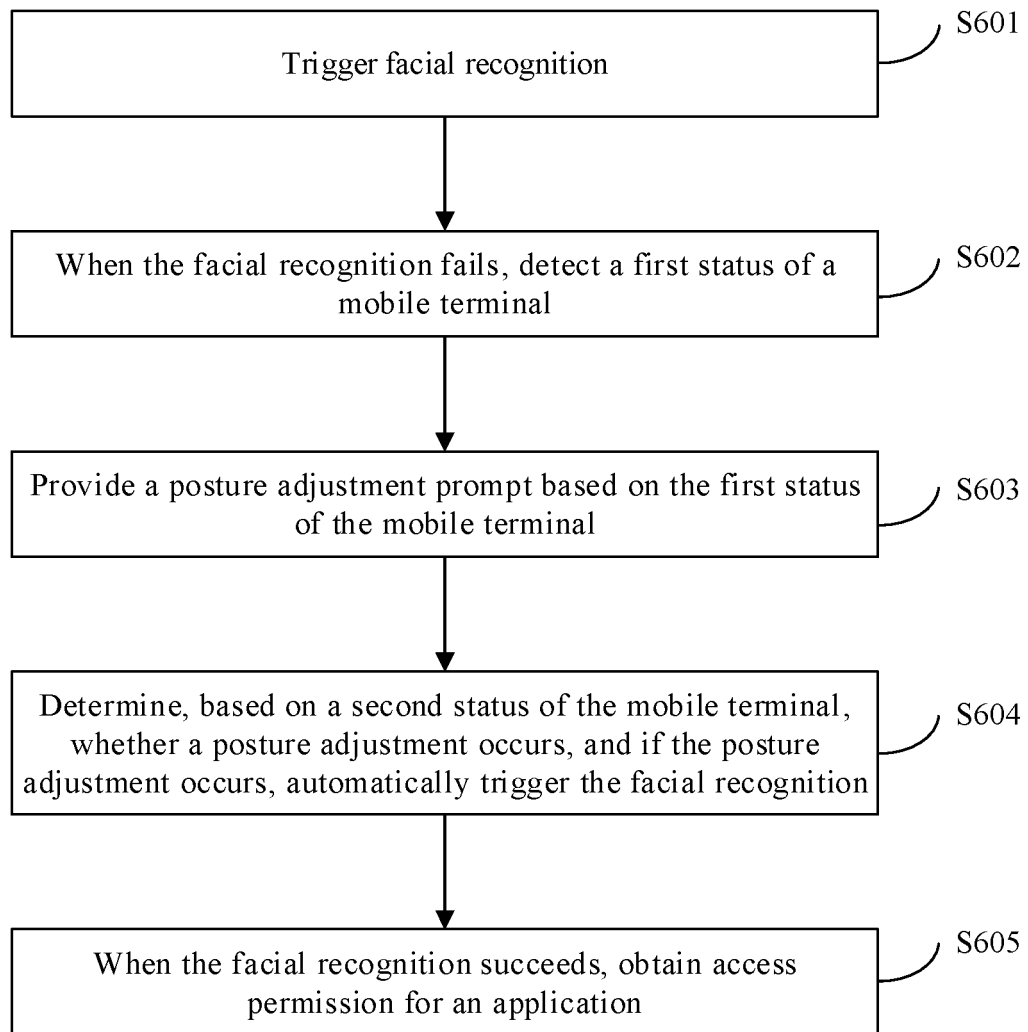 S601
Trigger facial recognition
S602
When the facial recognition fails, detect a first status of a
mobile terminal
S603
Provide a posture adjustment prompt based on the first status
of the mobile terminal
S604
Determine, based on a second status of the mobile terminal,
whether a posture adjustment occurs, and if the posture
adjustment occurs, automatically trigger the facial recognition
S605
When the facial recognition succeeds, obtain access
permission for an application